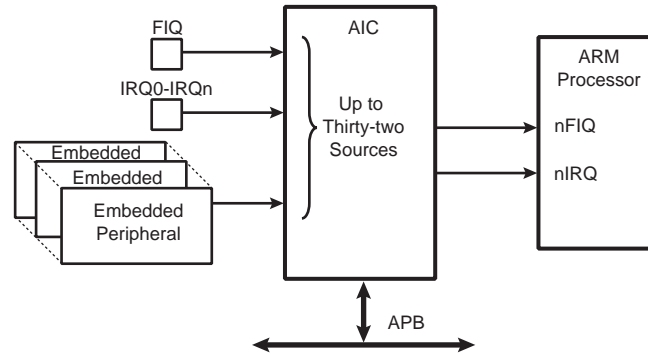 FIQ
IRQ0-IRQn
Embedded
Embedded
Embedded
Peripheral
AIC
Up to
Thirty-two
Sources
ARM
Processor
nFIQ
nIRQ
APB